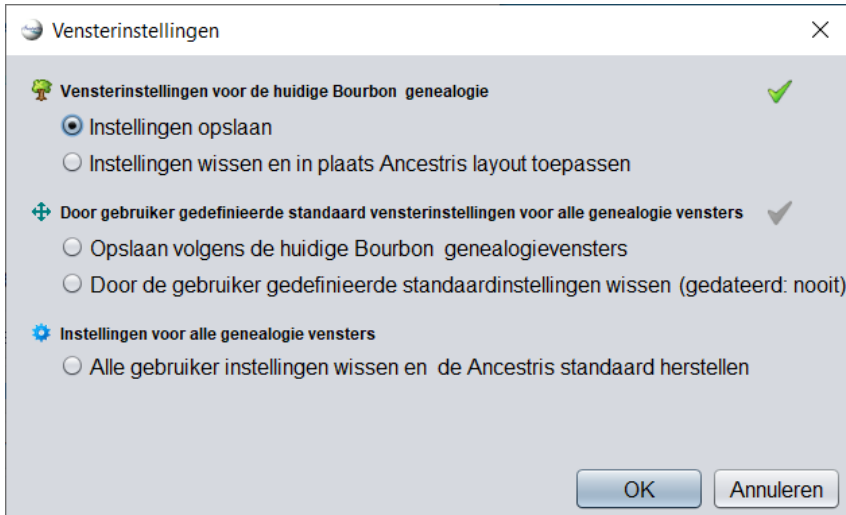 Vensterinstellingen
Vensterinstellingen voor de huidige Bourbon genealogie
Instellingen opslaan
Instellingen wissen en in plaats Ancestris layout toepassen
Door gebruiker gedefinieerde standaard vensterinstellingen voor alle genealogie vensters
Opslaan volgens de huidige Bourbon genealogievensters
Door de gebruiker gedefinieerde standaardinstellingen wissen (gedateerd: nooit)
Instellingen voor alle genealogie vensters
Alle gebruiker instellingen wissen en de Ancestris standaard herstellen
OK Annuleren